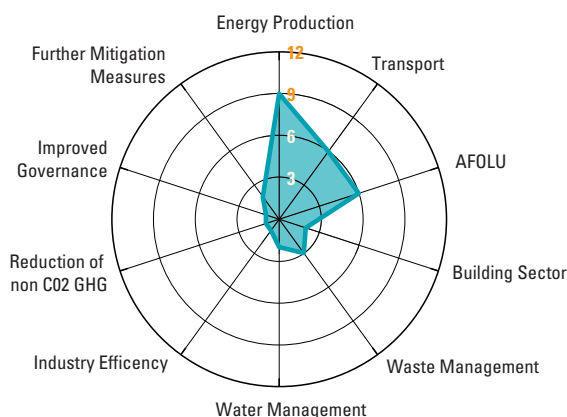 Energy Production
12
9
6
3
Transport
AFOLU
Building Sector
Waste Management
Water Management
Industry Efficency
Reduction of
non C02 GHG
Improved
Governance
Further Mitigation
Measures